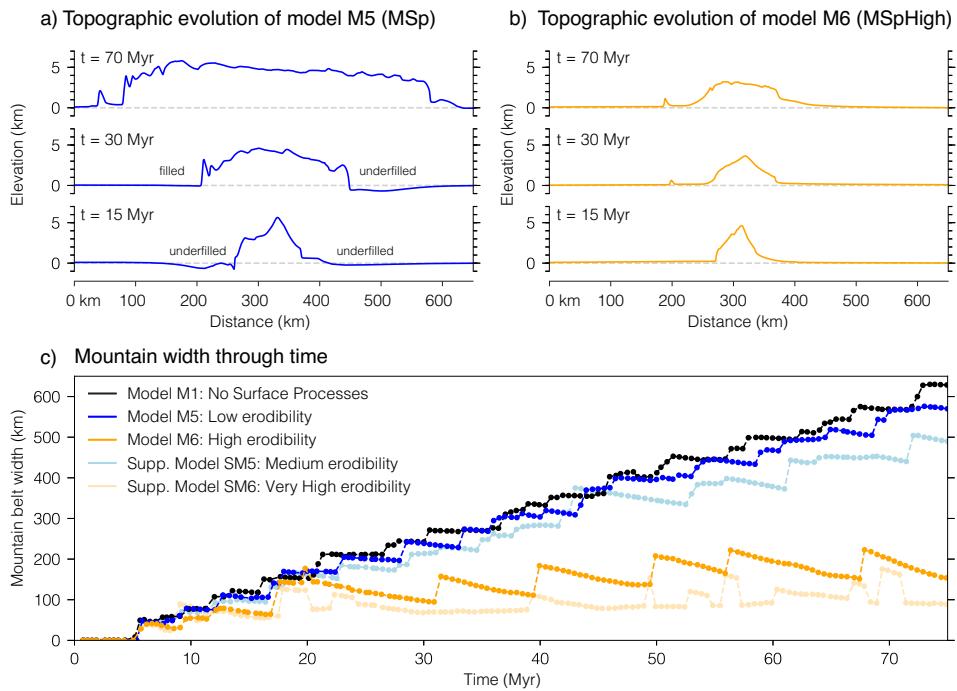 a) Topographic evolution of model M5 (MSp)
t = 70 Myr
5
0
t = 30 Myr
filled
underfilled
5
0
t = 15 Myr
underfilled
underfilled
5
0
Elevation (km)
0 km 100 200 300 400 500 600
Distance (km)
b) Topographic evolution of model M6 (MSpHigh)
t = 70 Myr
5
0
t = 30 Myr
5
0
t = 15 Myr
5
0
Elevation (km)
0 km 100 200 300 400 500 600
Distance (km)
c) Mountain width through time
Model M1: No Surface Processes
Model M5: Low erodibility
Model M6: High erodibility
Supp. Model SM5: Medium erodibility
Supp. Model SM6: Very High erodibility
Mountain belt width (km)
600
500
400
300
200
100
0
0 10 20 30 40 50 60 70
Time (Myr)